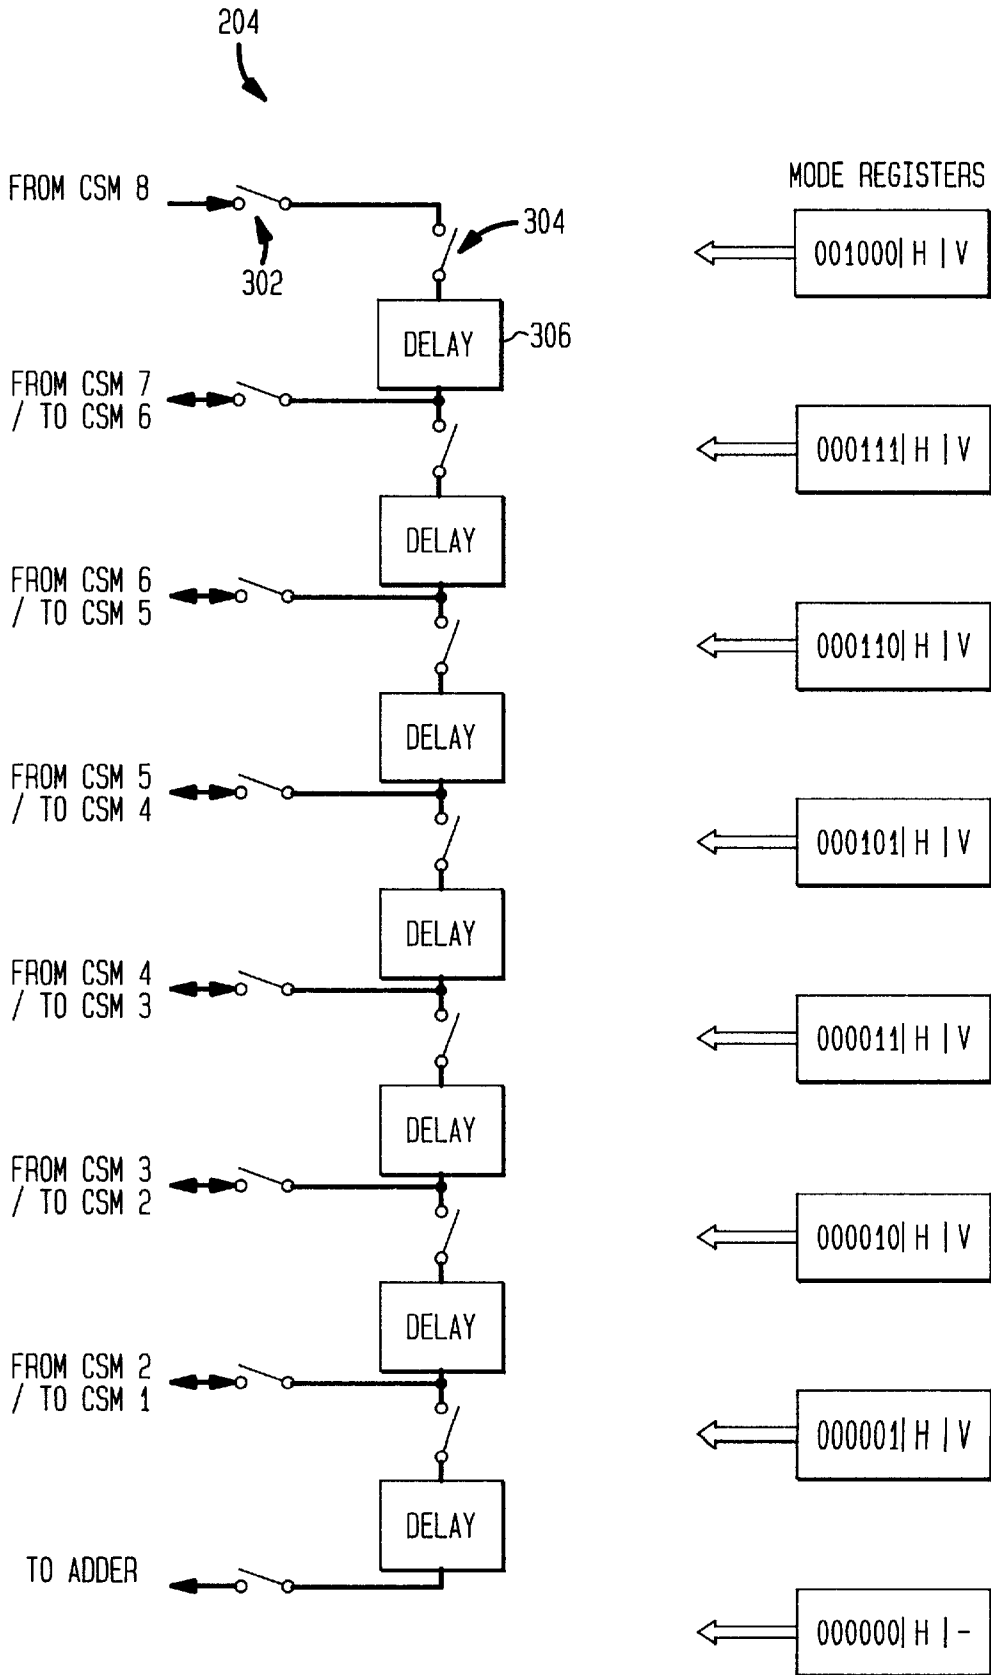 204
FROM CSM 8
302
304
MODE REGISTERS
001000| H | V
DELAY
306
FROM CSM 7
/ TO CSM 6
000111| H | V
DELAY
FROM CSM 6
/ TO CSM 5
000110| H | V
DELAY
FROM CSM 5
/ TO CSM 4
000101| H | V
DELAY
FROM CSM 4
/ TO CSM 3
000011| H | V
DELAY
FROM CSM 3
/ TO CSM 2
000010| H | V
DELAY
FROM CSM 2
/ TO CSM 1
000001| H | V
DELAY
TO ADDER
000000| H | -